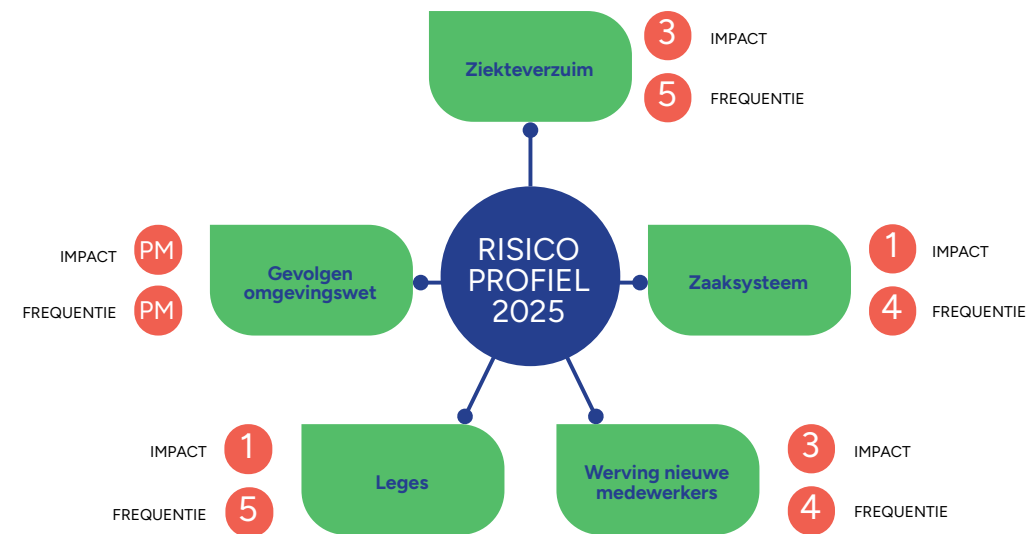 Ziekteverzuim
3
IMPACT
5
FREQUENTIE
RISICO
PROFIEL
2025
IMPACT
PM
FREQUENTIE
PM
Gevolgen
omgevingswet
Zaaksysteem
1
IMPACT
4
FREQUENTIE
IMPACT
1
FREQUENTIE
5
Leges
Werving nieuwe
medewerkers
3
IMPACT
4
FREQUENTIE